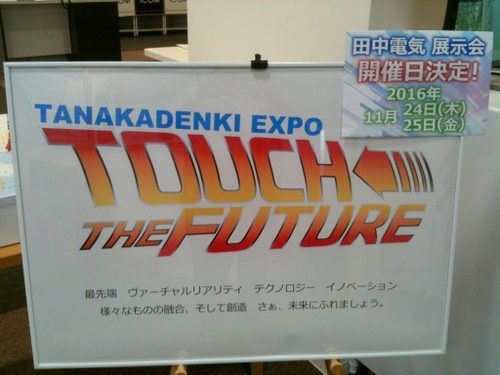 ICOM
ICOM
田中電気 展示会
開催日決定!
2016年
11月 24日(木)
25日(金)
TANAKADENKI EXPO
TOUCH
THE FUTURE
最先端 ヴァーチャルリアリティ テクノロジー イノベーション
様々なものの融合、そして創造 さぁ、未来にふれましょう。